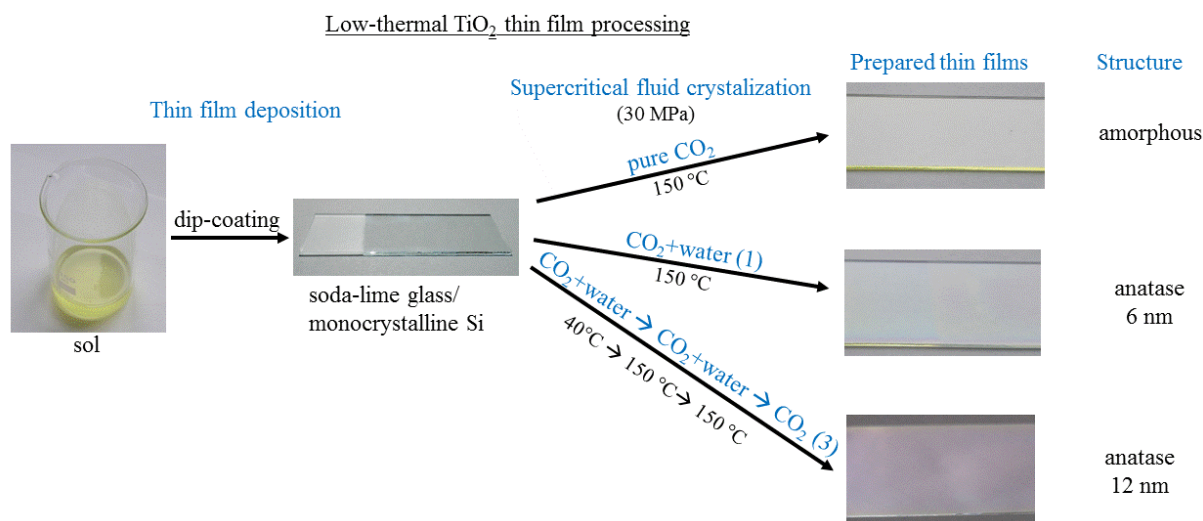 Low-thermal TiO2 thin film processing
Thin film deposition
Supercritical fluid crystalization
(30 MPa)
Prepared thin films
Structure
sol
dip-coating
soda-lime glass/
monocrystalline Si
pure CO2
150 °C
amorphous
CO2+water (1)
150 °C
anatase
6 nm
CO2+water → CO2+water → CO2 (3)
40°C → 150 °C → 150 °C
anatase
12 nm